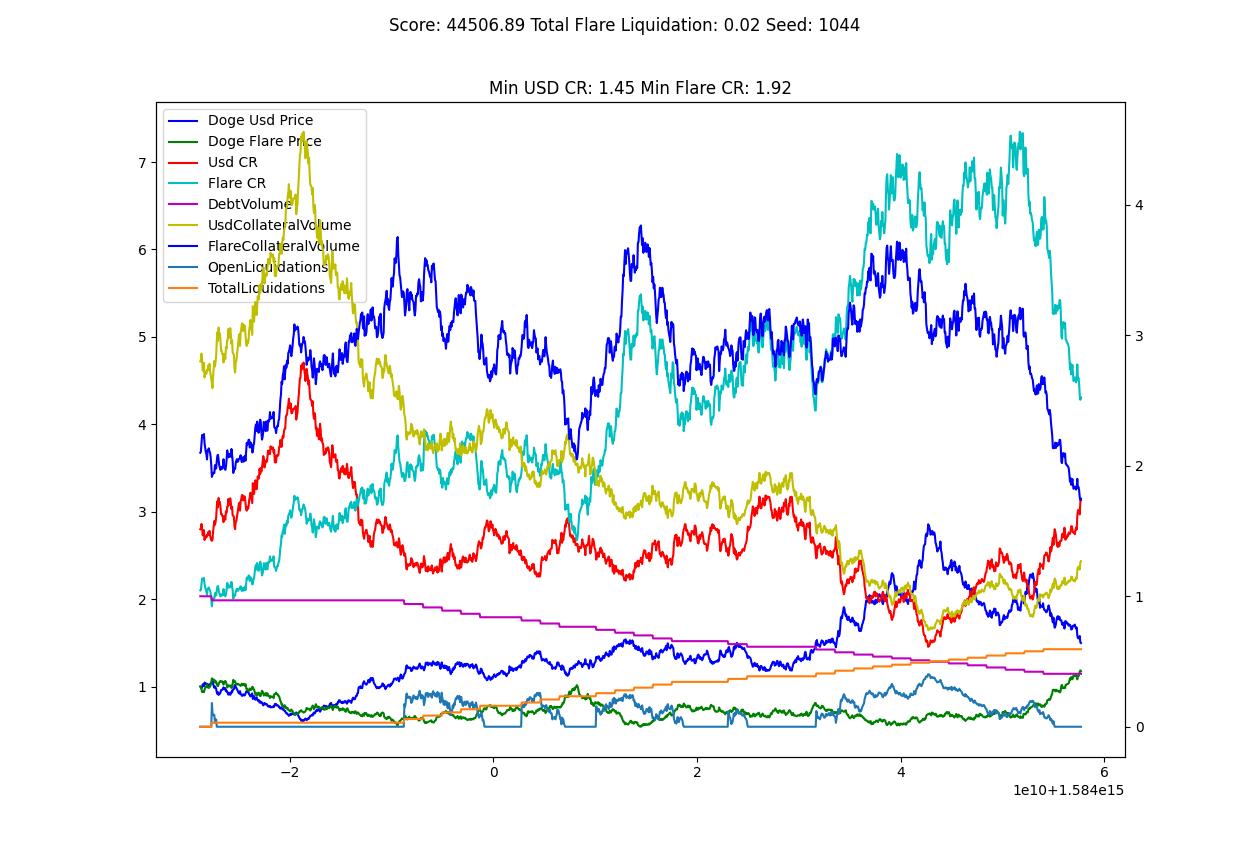 Score: 44506.89 Total Flare Liquidation: 0.02 Seed: 1044
Min USD CR: 1.45 Min Flare CR: 1.92
Doge Usd Price
Doge Flare Price
Usd CR
Flare CR
DebtVolume
UsdCollateralVolume
FlareCollateralVolume
OpenLiquidations
TotalLiquidations
7
6
5
4
3
2
1
4
3
2
1
0
−2
0
2
4
6
1e10+1.584e15